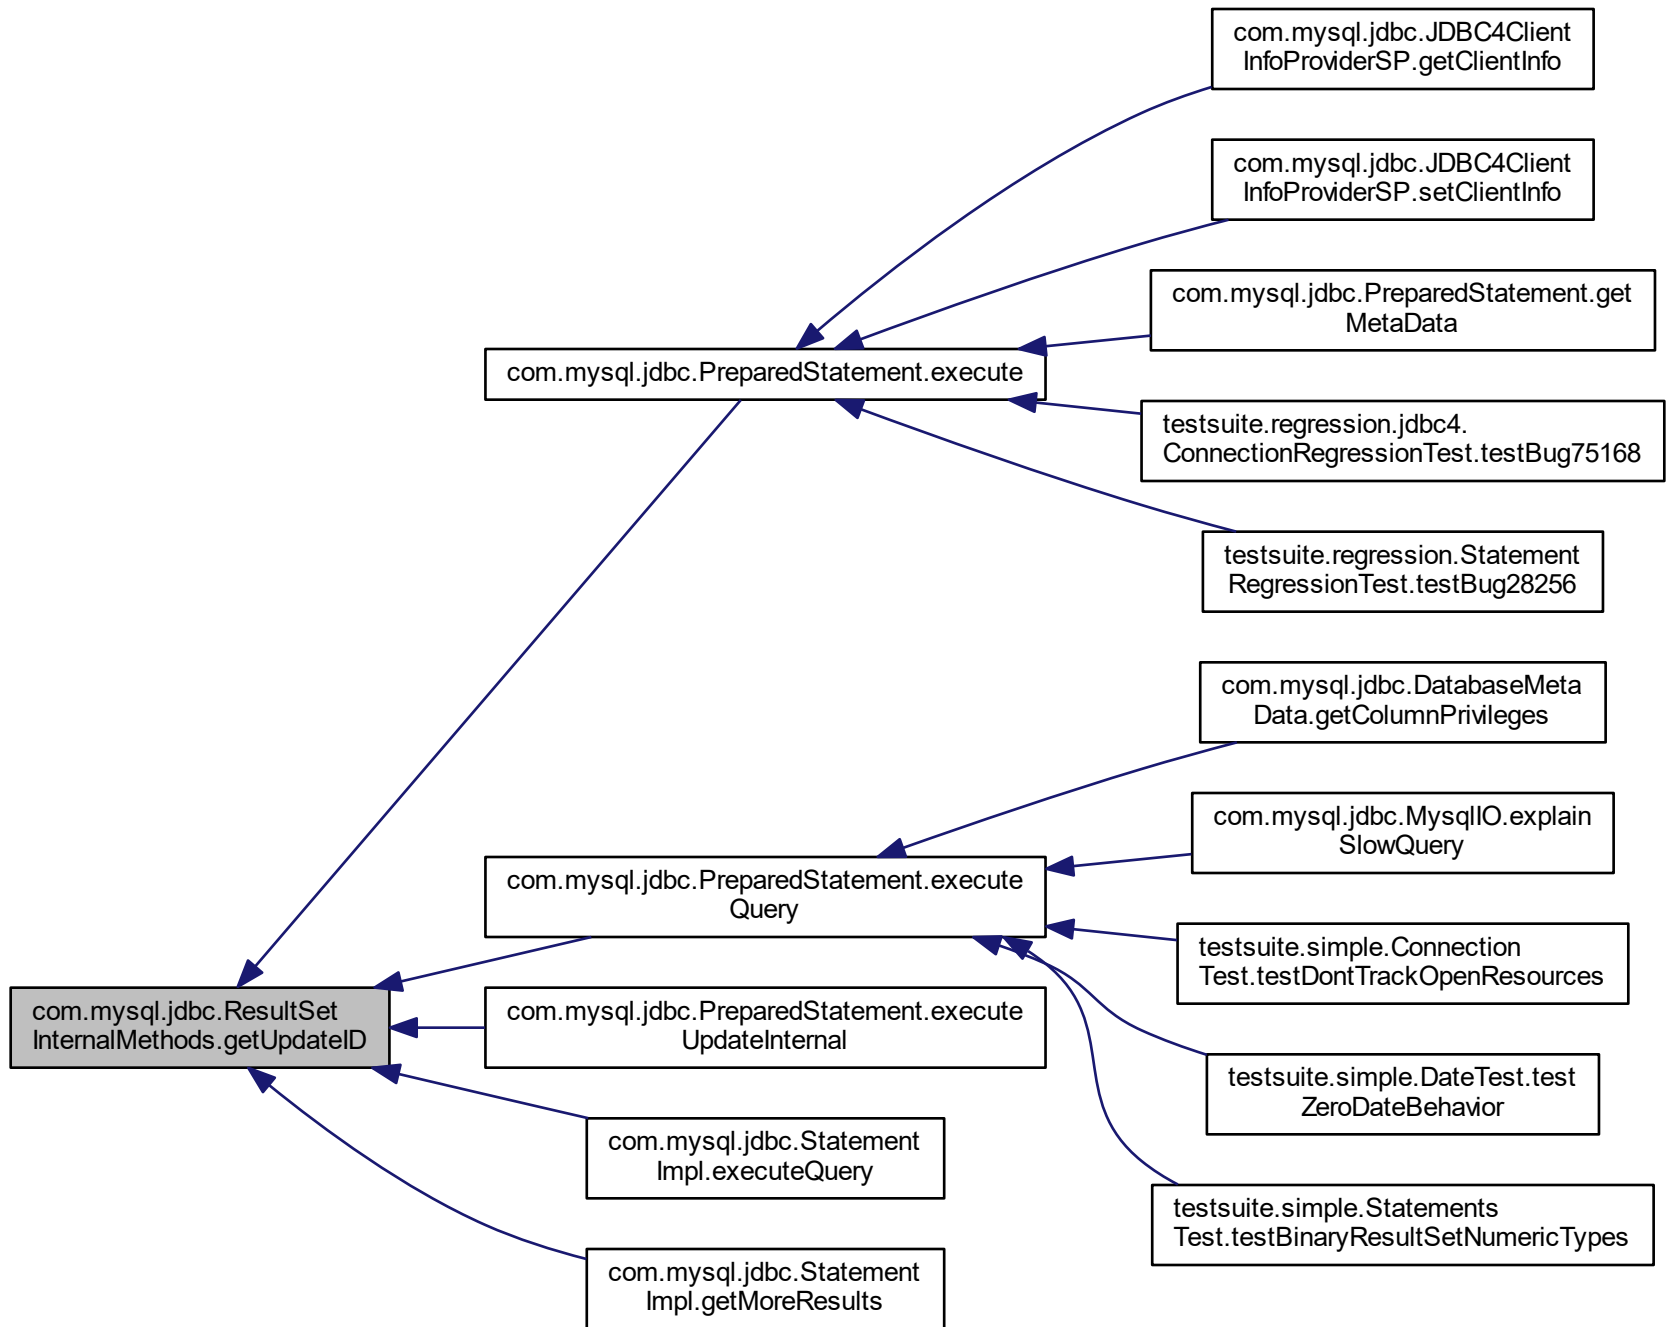 com.mysql.jdbc.JDBC4Client
InfoProviderSP.getClientInfo
com.mysql.jdbc.JDBC4Client
InfoProviderSP.setClientInfo
com.mysql.jdbc.PreparedStatement.get
MetaData
com.mysql.jdbc.PreparedStatement.execute
testsuite.regression.jdbc4.
ConnectionRegressionTest.testBug75168
testsuite.regression.Statement
RegressionTest.testBug28256
com.mysql.jdbc.DatabaseMeta
Data.getColumnPrivileges
com.mysql.jdbc.MysqlIO.explain
SlowQuery
com.mysql.jdbc.PreparedStatement.execute
Query
testsuite.simple.Connection
Test.testDontTrackOpenResources
com.mysql.jdbc.ResultSet
InternalMethods.getUpdateID
com.mysql.jdbc.PreparedStatement.execute
UpdateInternal
testsuite.simple.DateTest.test
ZeroDateBehavior
com.mysql.jdbc.Statement
Impl.executeQuery
testsuite.simple.Statements
Test.testBinaryResultSetNumericTypes
com.mysql.jdbc.Statement
Impl.getMoreResults